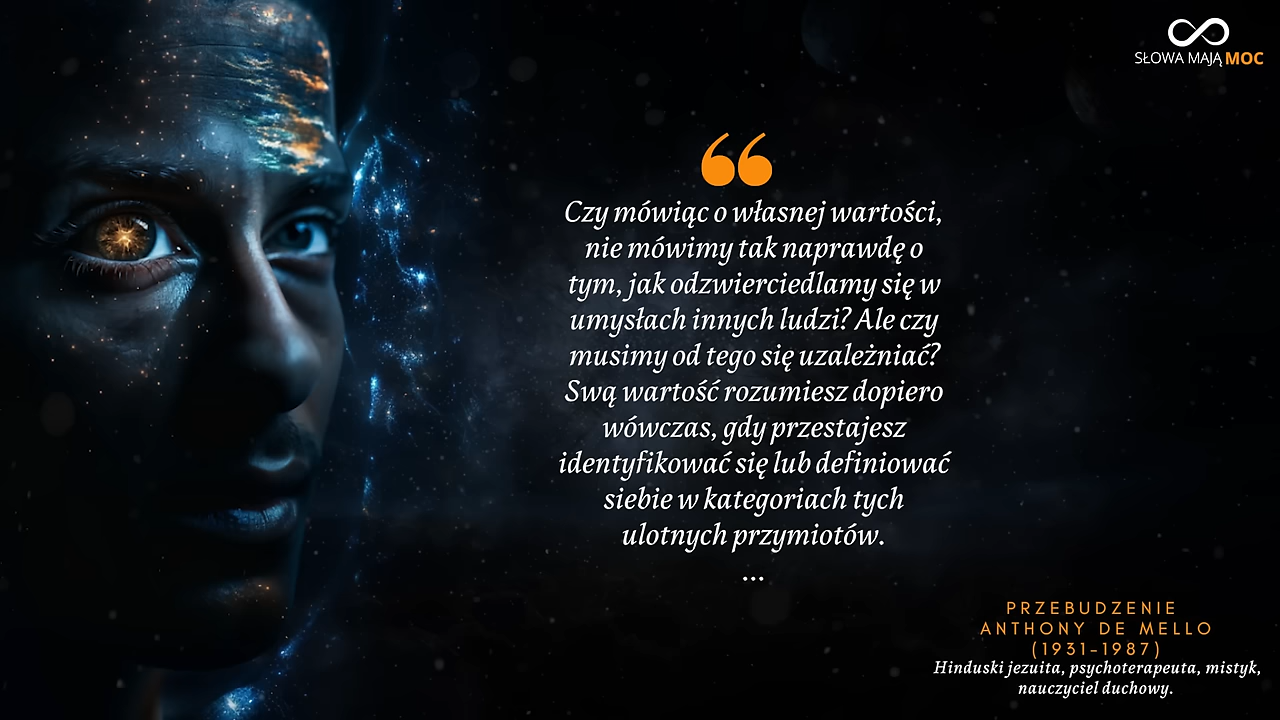 SŁOWA MAJĄ MOC
Czy mówiąc o własnej wartości,
nie mówimy tak naprawdę o
tym, jak odzwierciedlamy się w
umysłach innych ludzi? Ale czy
musimy od tego się uzależniać?
Swą wartość rozumiesz dopiero
wówczas, gdy przestajesz
identyfikować się lub definiować
siebie w kategoriach tych
ulotnych przymiotów.
...
PRZEBUDZENIE
ANTHONY DE MELLO
(1931-1987)
Hinduski jezuita, psychoterapeuta, mistyk,
nauczyciel duchowy.